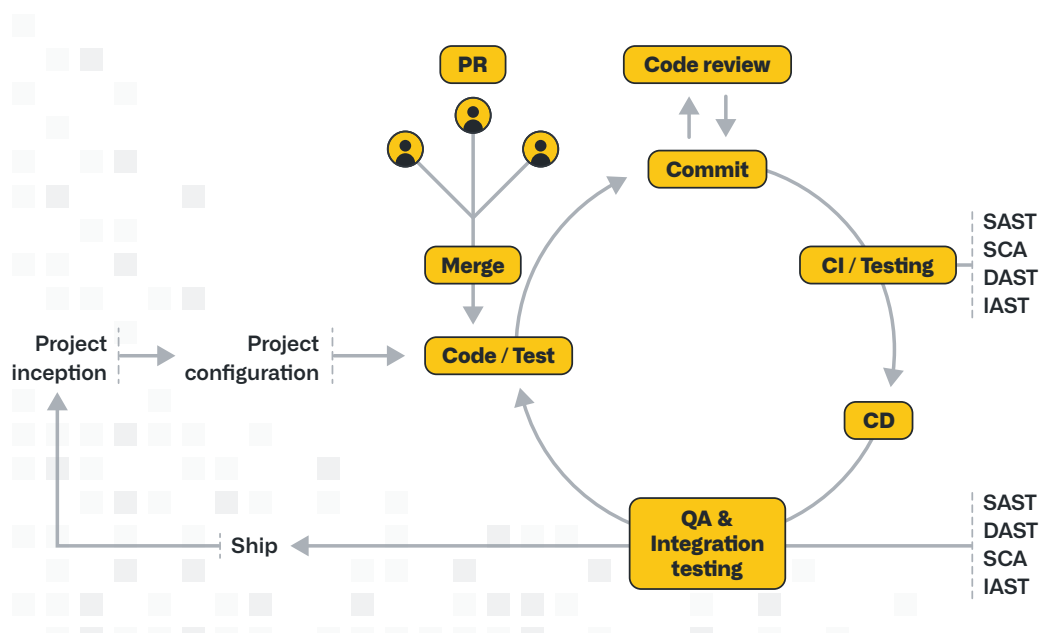 PR
Code review
Commit
Merge
CI / Testing
SAST
SCA
DAST
IAST
Project
inception
Project
configuration
Code / Test
CD
QA &
Integration
testing
Ship
SAST
DAST
SCA
IAST